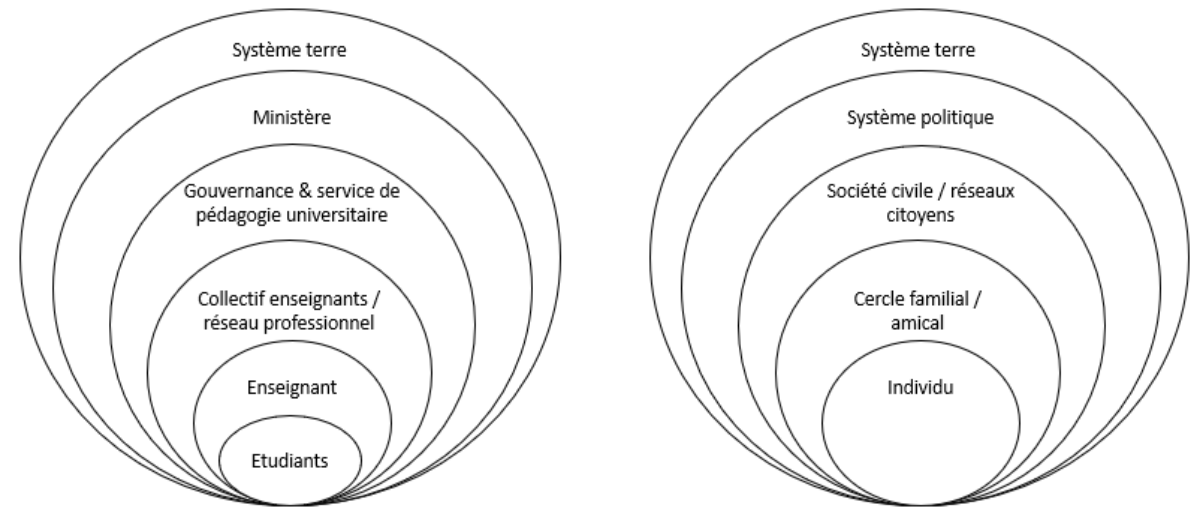 Système terre
Ministère
Gouvernance & service de
pédagogie universitaire
Collectif enseignants /
réseau professionnel
Enseignant
Etudiants
Système terre
Système politique
Société civile / réseaux
citoyens
Cercle familial /
amical
Individu